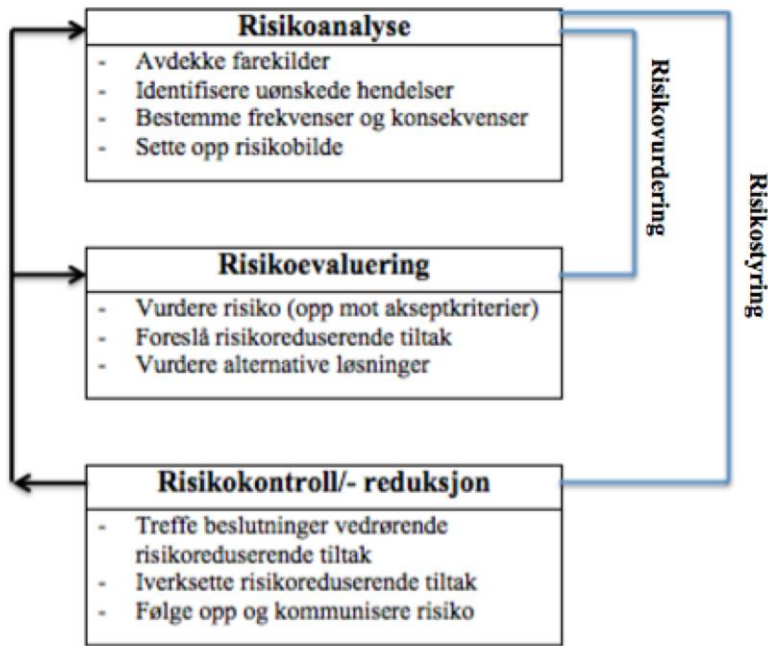 Risikoanalyse
- Avdekke farekilder
- Identifisere uønskede hendelser
- Bestemme frekvenser og konsekvenser
- Sette opp risikobilde
Risikovurdering
Risikostyring
Risikoevaluering
- Vurdere risiko (opp mot akseptkriterier)
- Foreslå risikoreduserende tiltak
- Vurdere alternative løsninger
Risikokontroll/- reduksjon
- Treffe beslutninger vedrørende
risikoreduserende tiltak
- Iverksette risikoreduserende tiltak
- Følge opp og kommunisere risiko